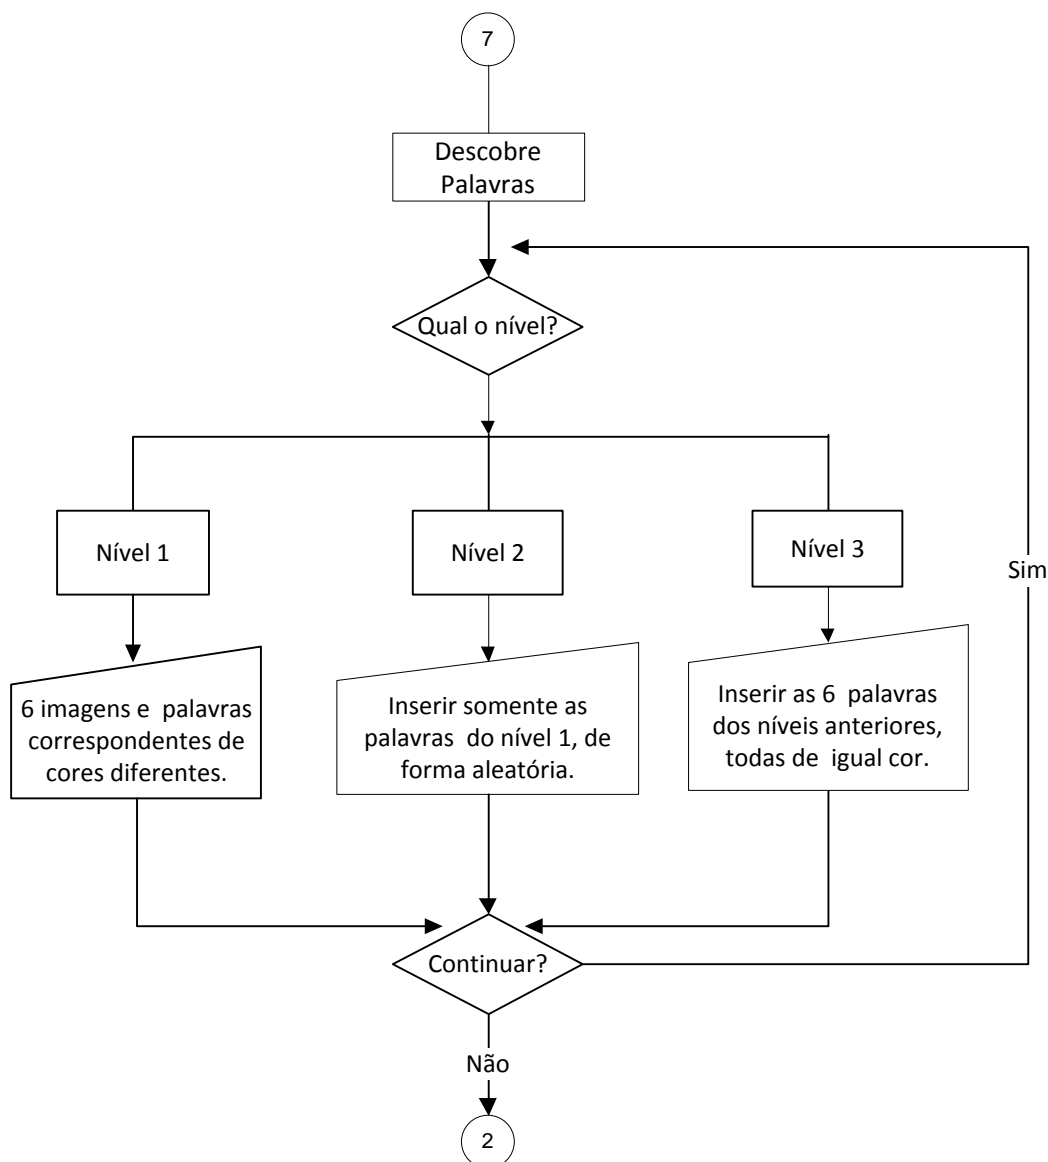 7
Descobre
Palavras
Qual o nível?
Nível 1
Nível 2
Nível 3
Sim
6 imagens e palavras
correspondentes de
cores diferentes.
Inserir somente as
palavras do nível 1, de
forma aleatória.
Inserir as 6 palavras
dos níveis anteriores,
todas de igual cor.
Continuar?
Não
2